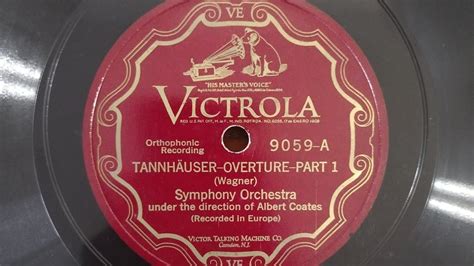 VE
"HIS MASTER'S VOICE"
VICTROLA
Orthophonic
Recording
9059-A
TANNHÄUSER–OVERTURE–PART 1
(Wagner)
Symphony Orchestra
under the direction of Albert Coates
(Recorded in Europe)
VICTOR TALKING MACHINE CO.
Camden, N.J.
VE